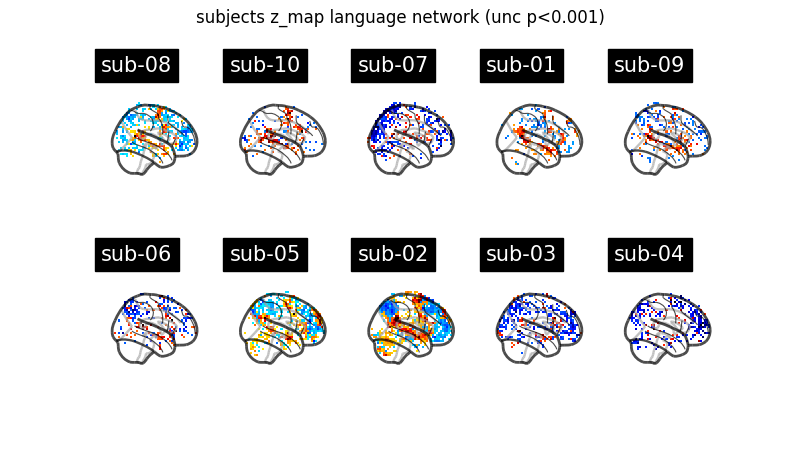 subjects z_map language network (unc p<0.001)
sub-08 sub-10 sub-07 sub-01 sub-09
sub-06 sub-05 sub-02 sub-03 sub-04